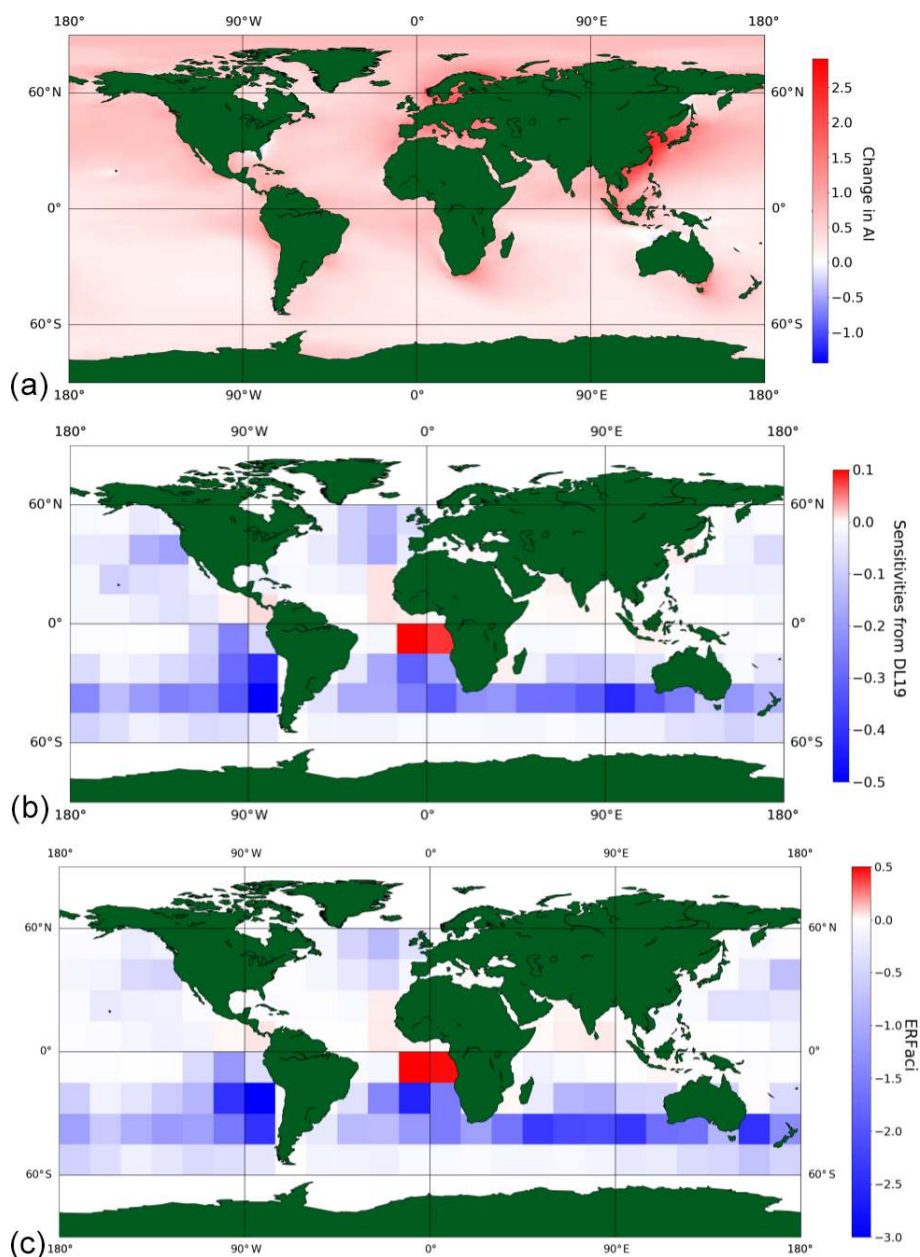 180° 90°W 0° 90°E 180°
60°N 60°N
0° 0°
60°S 60°S
180° 90°W 0° 90°E 180°
2.5
2.0
1.5
1.0
0.5
0.0
−0.5
−1.0
Change in AI
(a)
180° 90°W 0° 90°E 180°
60°N 60°N
0° 0°
60°S 60°S
180° 90°W 0° 90°E 180°
0.1
0.0
−0.1
−0.2
−0.3
−0.4
−0.5
Sensitivities from DL19
(b)
180° 90°W 0° 90°E 180°
60°N 60°N
0° 0°
60°S 60°S
180° 90°W 0° 90°E 180°
0.5
0.0
−0.5
−1.0
−1.5
−2.0
−2.5
−3.0
ERFaci
(c)